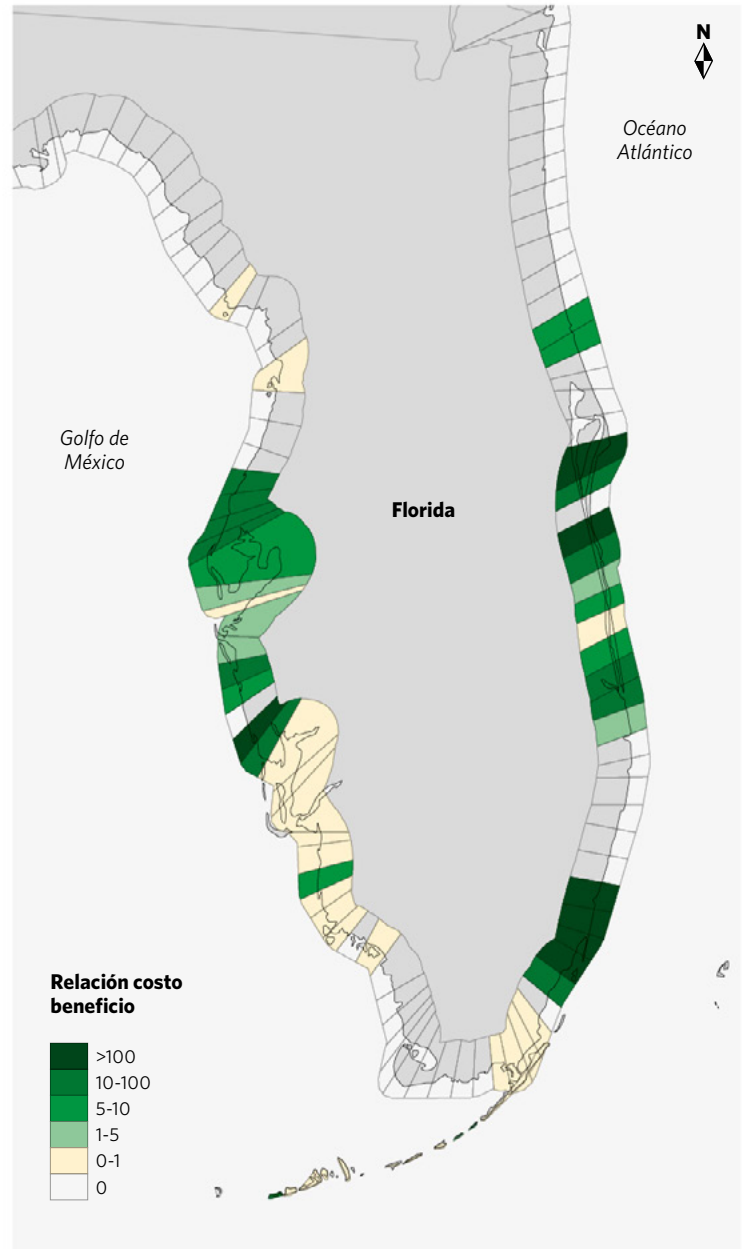 N
Océano
Atlántico
Golfo de
México
Florida
Relación costo
beneficio
>100
10-100
5-10
1-5
0-1
0